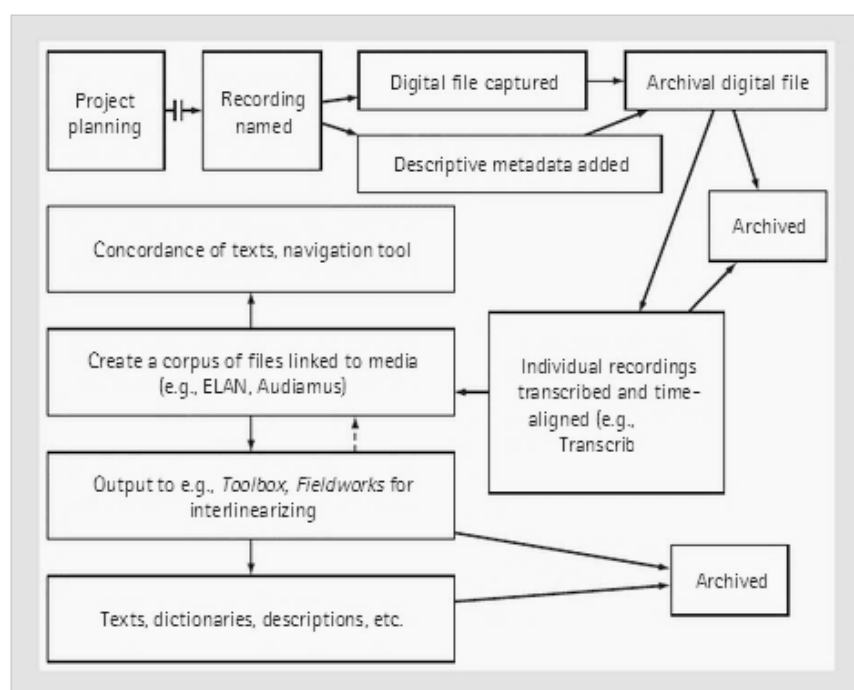 Project
planning
Recording
named
Digital file captured
Archival digital file
Descriptive metadata added
Archived
Concordance of texts, navigation tool
Create a corpus of files linked to media
(e.g., ELAN, Audiamus)
Individual recordings
transcribed and time-
aligned (e.g.,
Transcrib
Output to e.g., Toolbox, Fieldworks for
interlinearizing
Archived
Texts, dictionaries, descriptions, etc.